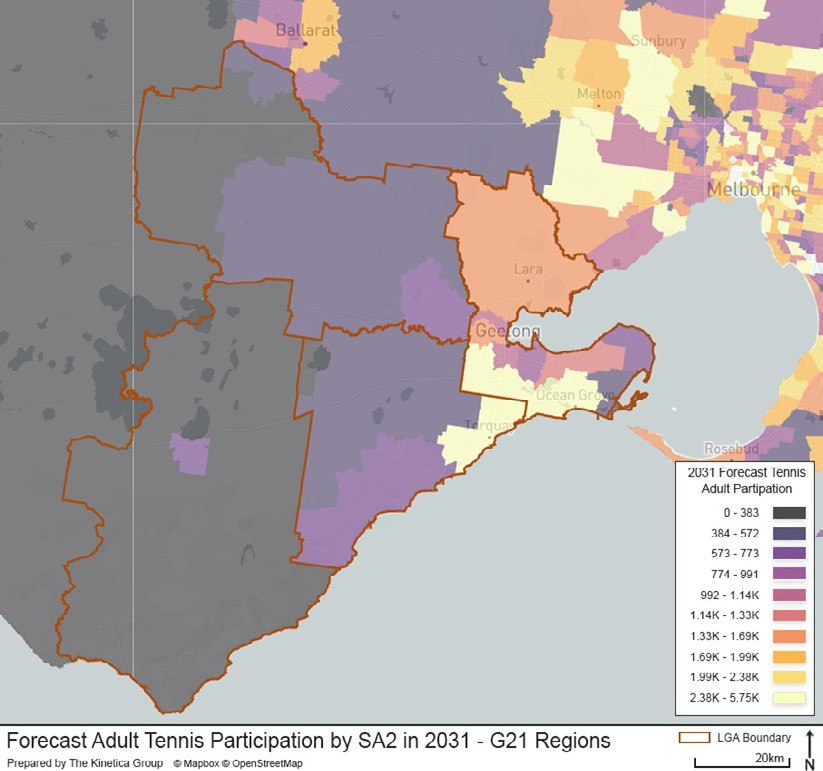 Ballarat
Sunbury
Melton
Melbourne
Lara
Geelong
Ocean Grove
Torquay
Rosebud
2031 Forecast Tennis
Adult Partipation
0 - 383
384 - 572
573 - 773
774 - 991
992 - 1.14K
1.14K - 1.33K
1.33K - 1.69K
1.69K - 1.99K
1.99K - 2.38K
2.38K - 5.75K
Forecast Adult Tennis Participation by SA2 in 2031 - G21 Regions
LGA Boundary
Prepared by The Kinetica Group © Mapbox © OpenStreetMap
20km
N